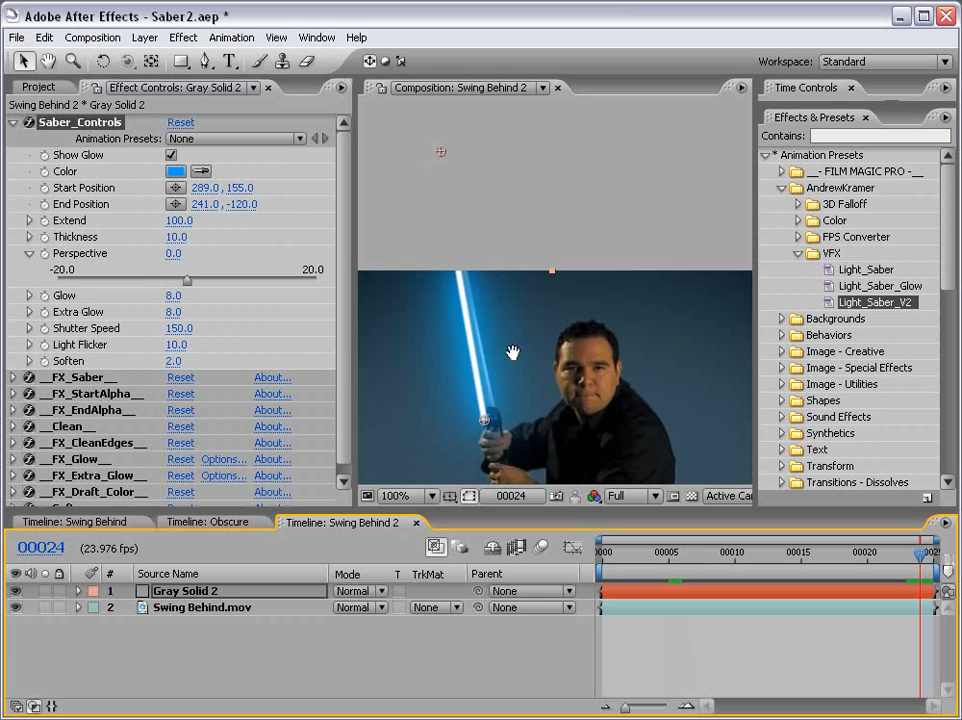 Adobe After Effects - Saber2.aep *
File Edit Composition Layer Effect Animation View Window Help
Workspace: Standard
Project Effect Controls: Gray Solid 2
Swing Behind 2 * Gray Solid 2
Saber_Controls Reset
Animation Presets: None
Show Glow
Color
Start Position 289.0, 155.0
End Position 241.0, -120.0
Extend 100.0
Thickness 10.0
Perspective 0.0
-20.0 20.0
Glow 8.0
Extra Glow 8.0
Shutter Speed 150.0
Light Flicker 10.0
Soften 2.0
__FX_Saber__ Reset About...
__FX_StartAlpha__ Reset About...
__FX_EndAlpha__ Reset About...
__Clean__ Reset About...
__FX_CleanEdges__ Reset About...
__FX_Glow__ Reset Options... About...
__FX_Extra_Glow__ Reset Options... About...
__FX_Draft_Color__ Reset About...
Composition: Swing Behind 2
100% 00024 Full Active Car
Time Controls
Effects & Presets
Contains:
* Animation Presets
__- FILM MAGIC PRO -__
AndrewKramer
3D Falloff
Color
FPS Converter
VFX
Light_Saber
Light_Saber_Glow
Light_Saber_V2
Backgrounds
Behaviors
Image - Creative
Image - Special Effects
Image - Utilities
Shapes
Sound Effects
Synthetics
Text
Transform
Transitions - Dissolves
Timeline: Swing Behind Timeline: Obscure Timeline: Swing Behind 2
00024 (23.976 fps)
# Source Name Mode T TrkMat Parent
1 Gray Solid 2 Normal None
2 Swing Behind.mov Normal None None
0000 00005 00010 00015 00020 0002